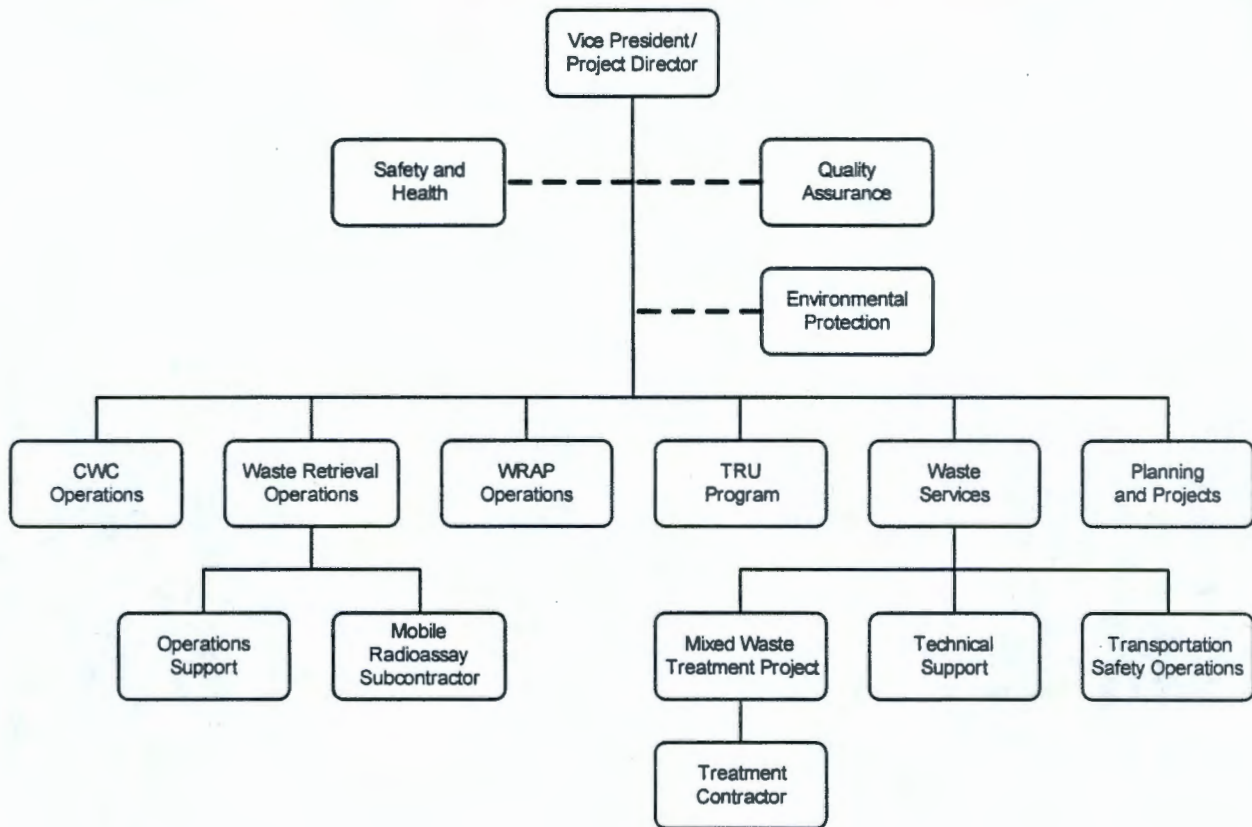 Vice President/
Project Director
Safety and
Health
Quality
Assurance
Environmental
Protection
CWC
Operations
Waste Retrieval
Operations
WRAP
Operations
TRU
Program
Waste
Services
Planning
and Projects
Operations
Support
Mobile
Radioassay
Subcontractor
Mixed Waste
Treatment Project
Technical
Support
Transportation
Safety Operations
Treatment
Contractor